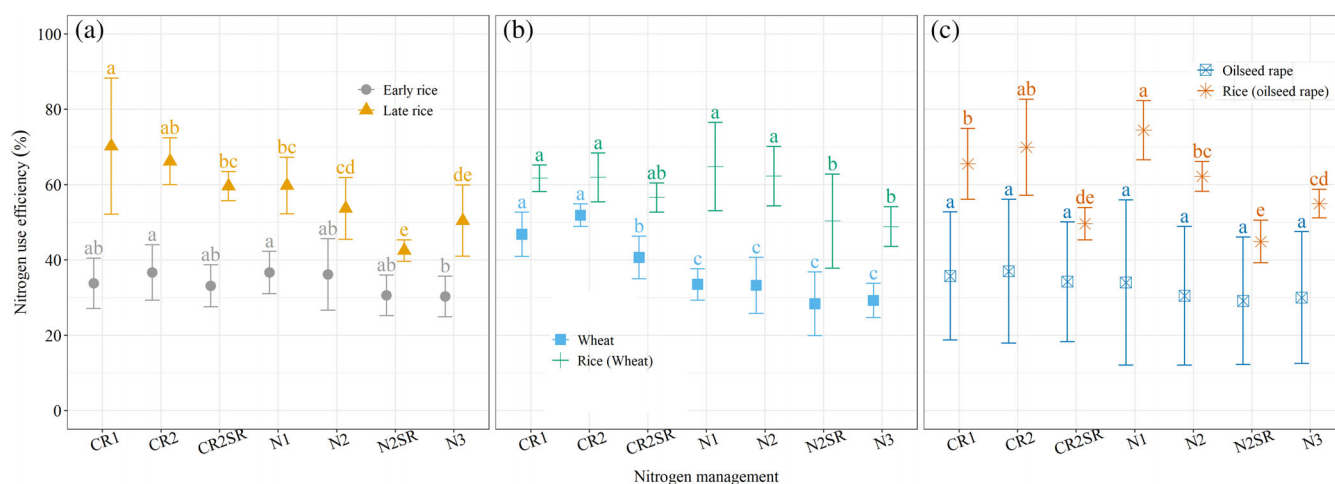 (a)
(b)
(c)
100
80
60
40
20
0
Nitrogen use efficiency (%)
Early rice
Late rice
a
ab
bc
bc
cd
e
de
ab
a
ab
a
ab
ab
b
CR1
CR2
CR2SR
N1
N2
N2SR
N3
a
a
ab
a
a
b
b
a
a
b
c
c
c
c
Wheat
Rice (Wheat)
CR1
CR2
CR2SR
N1
N2
N2SR
N3
Oilseed rape
Rice (oilseed rape)
b
ab
de
a
bc
e
cd
a
a
a
a
a
a
a
CR1
CR2
CR2SR
N1
N2
N2SR
N3
Nitrogen management